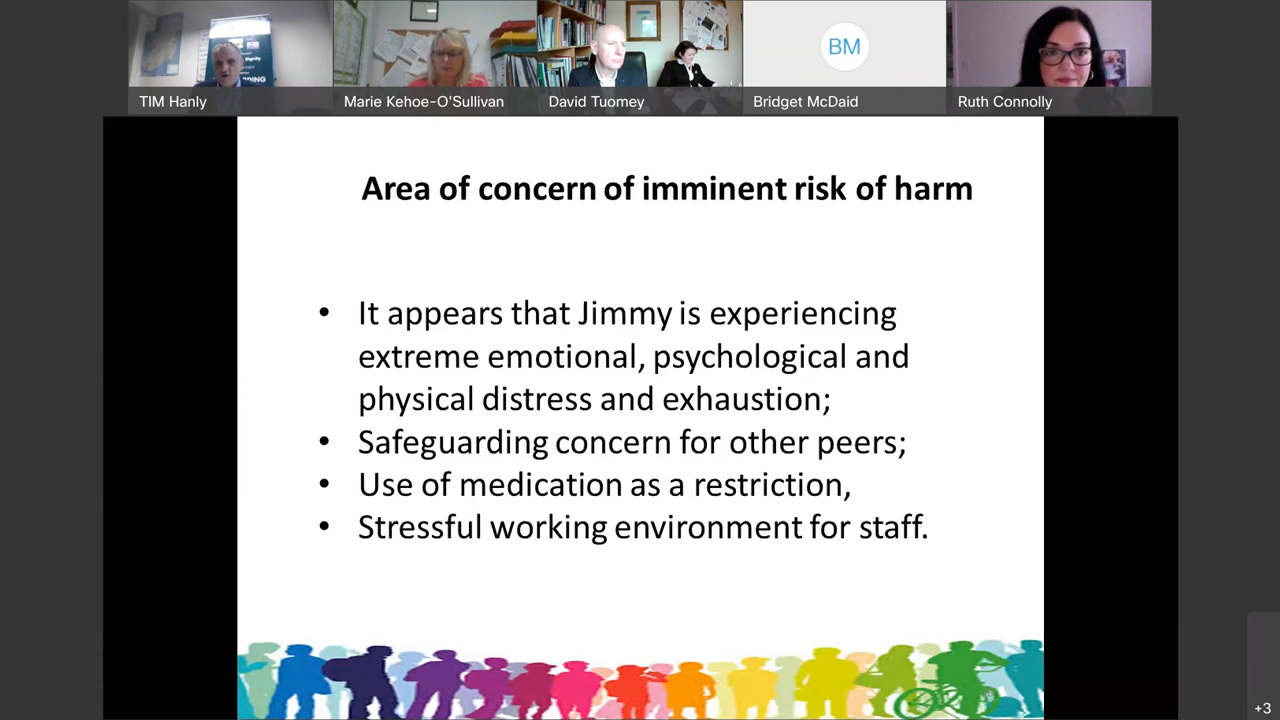 TIM Hanly
Marie Kehoe-O'Sullivan
David Tuomey
BM
Bridget McDaid
Ruth Connolly
Area of concern of imminent risk of harm
• It appears that Jimmy is experiencing
extreme emotional, psychological and
physical distress and exhaustion;
• Safeguarding concern for other peers;
• Use of medication as a restriction,
• Stressful working environment for staff.
+3